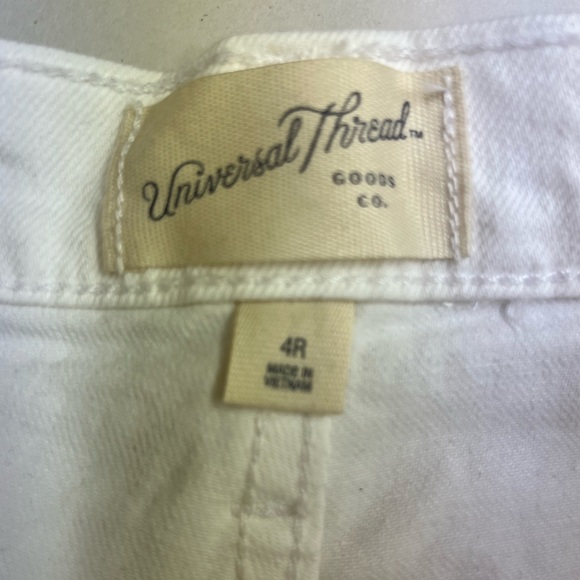 Universal Thread™
GOODS
CO.
4R
MADE IN
VIETNAM